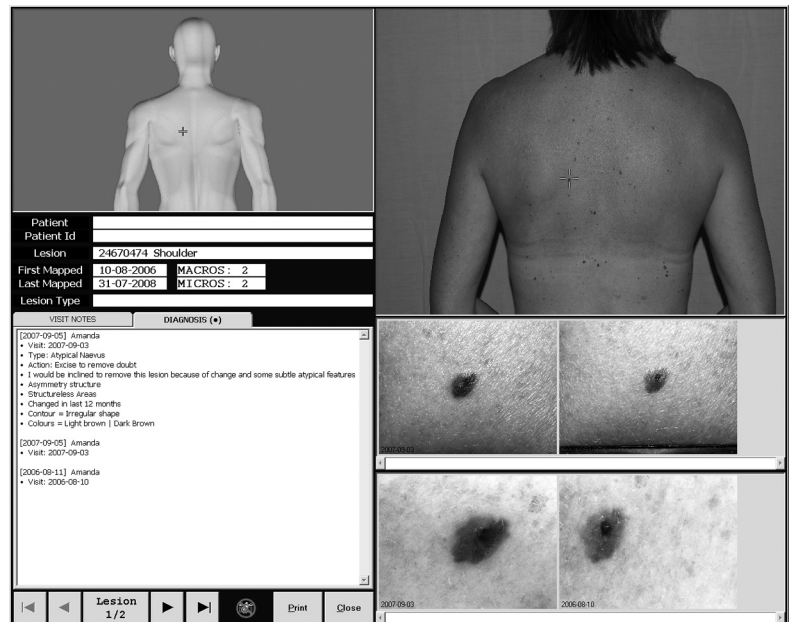 Patient
Patient Id
Lesion 24670474 Shoulder
First Mapped 10-08-2006 MACROS: 2
Last Mapped 31-07-2008 MICROS: 2
Lesion Type
VISIT NOTES DIAGNOSIS (•)
[2007-09-05] Amanda
• Visit: 2007-09-03
• Type: Atypical Naevus
• Action: Excise to remove doubt
• I would be inclined to remove this lesion because of change and some subtle atypical features
• Asymmetry structure
• Structureless Areas
• Changed in last 12 months
• Contour = Irregular shape
• Colours = Light brown | Dark Brown
[2007-09-05] Amanda
• Visit: 2007-09-03
[2006-08-11] Amanda
• Visit: 2006-08-10
Lesion
1/2
Print
Close
2007-09-03
2007-09-03 2006-08-10